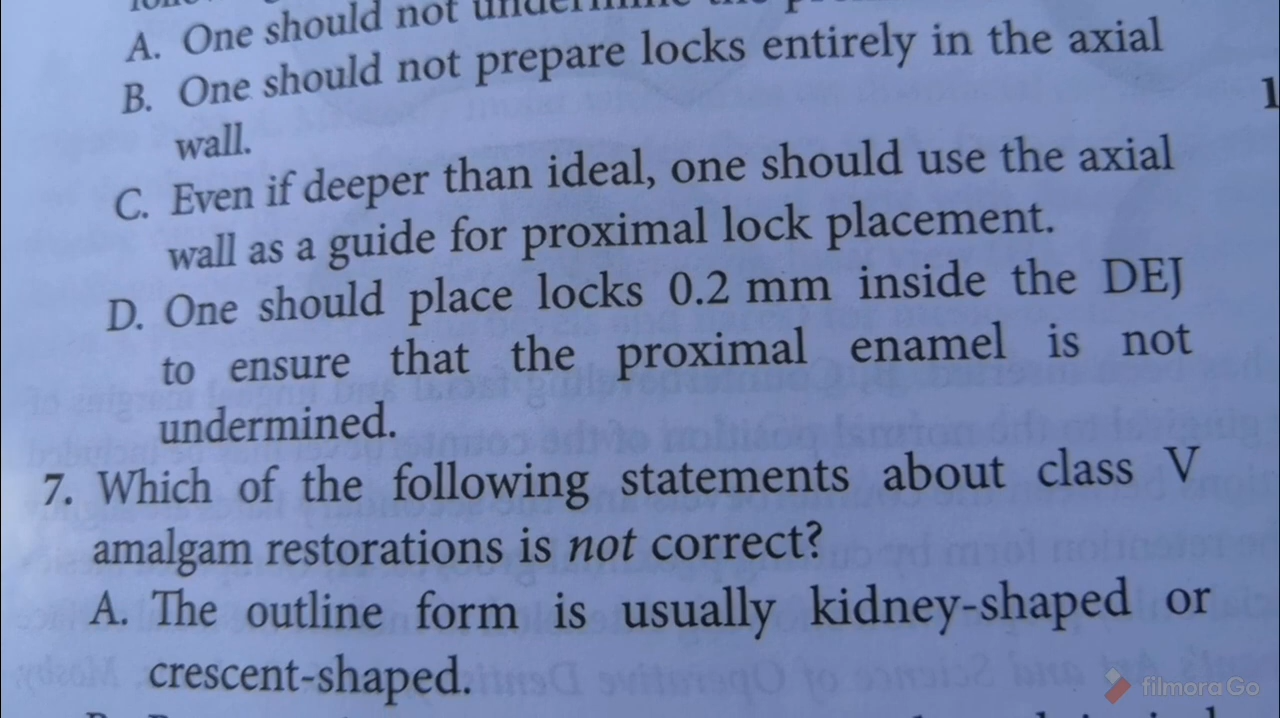 A. One should not undermine the
B. One should not prepare locks entirely in the axial
wall.
1
C. Even if deeper than ideal, one should use the axial
wall as a guide for proximal lock placement.
D. One should place locks 0.2 mm inside the DEJ
to ensure that the proximal enamel is not
undermined.
7. Which of the following statements about class V
amalgam restorations is not correct?
A. The outline form is usually kidney-shaped or
crescent-shaped.
filmora Go